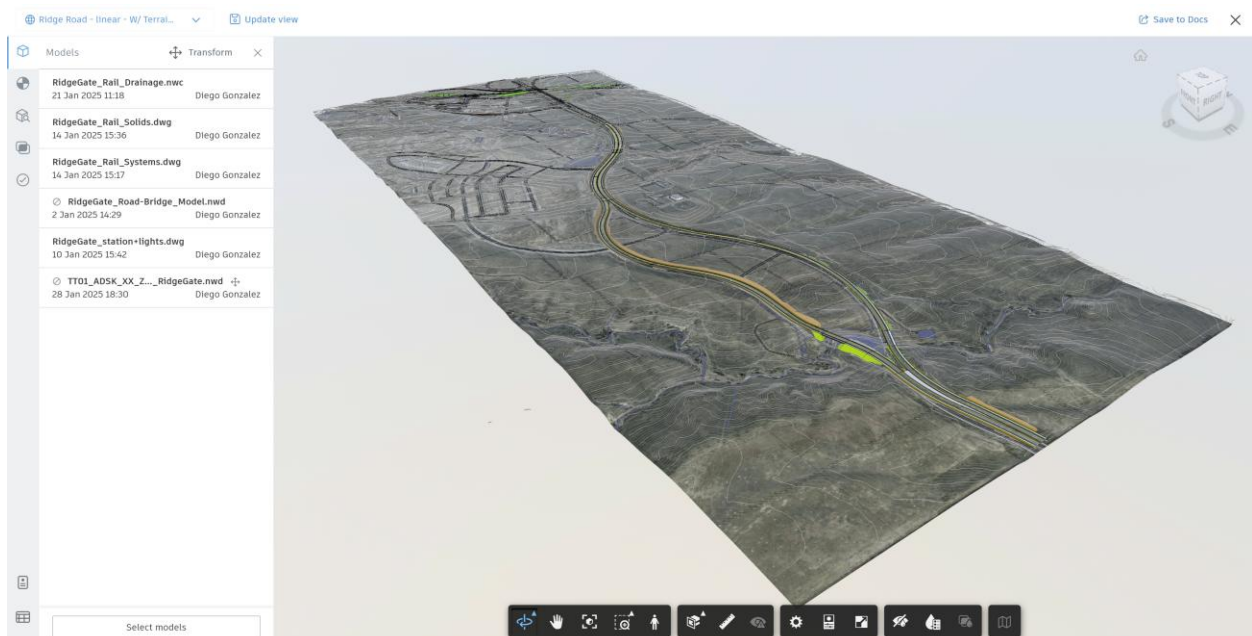 Ridge Road - linear - W/ Terrai...
Update view
Save to Docs
Models
Transform
RidgeGate_Rail_Drainage.nwc
21 Jan 2025 11:18 Diego Gonzalez
RidgeGate_Rail_Solids.dwg
14 Jan 2025 15:36 Diego Gonzalez
RidgeGate_Rail_Systems.dwg
14 Jan 2025 15:17 Diego Gonzalez
RidgeGate_Road-Bridge_Model.nwd
2 Jan 2025 14:29 Diego Gonzalez
RidgeGate_station+lights.dwg
10 Jan 2025 15:42 Diego Gonzalez
TT01_ADSK_XX_Z..._RidgeGate.nwd
28 Jan 2025 18:30 Diego Gonzalez
Select models
TOP
FRONT RIGHT
S E